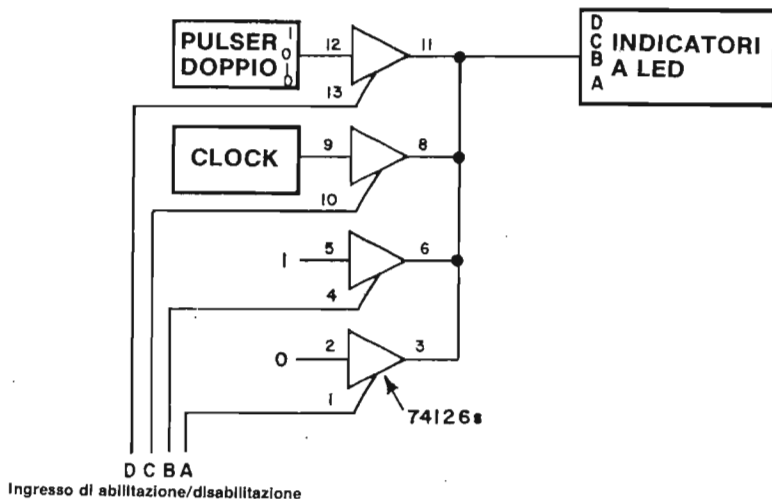 PULSER
DOPPIO
1
0
1
0
12
11
13
D
C
B
A
INDICATORI
A LED
CLOCK
9
8
10
1
5
6
4
0
2
3
1
74126s
D C B A
Ingresso di abilitazione/disabilitazione